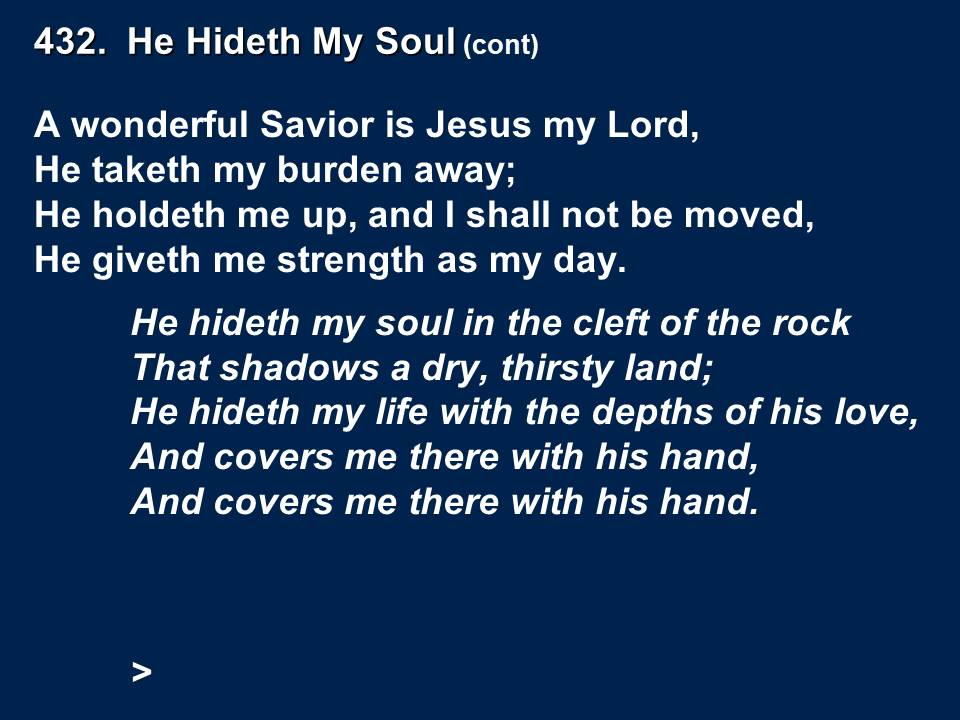 432.  He Hideth My Soul (cont)
A wonderful Savior is Jesus my Lord,
He taketh my burden away;
He holdeth me up, and I shall not be moved,
He giveth me strength as my day.
He hideth my soul in the cleft of the rock
That shadows a dry, thirsty land;
He hideth my life with the depths of his love,
And covers me there with his hand,
And covers me there with his hand.
>